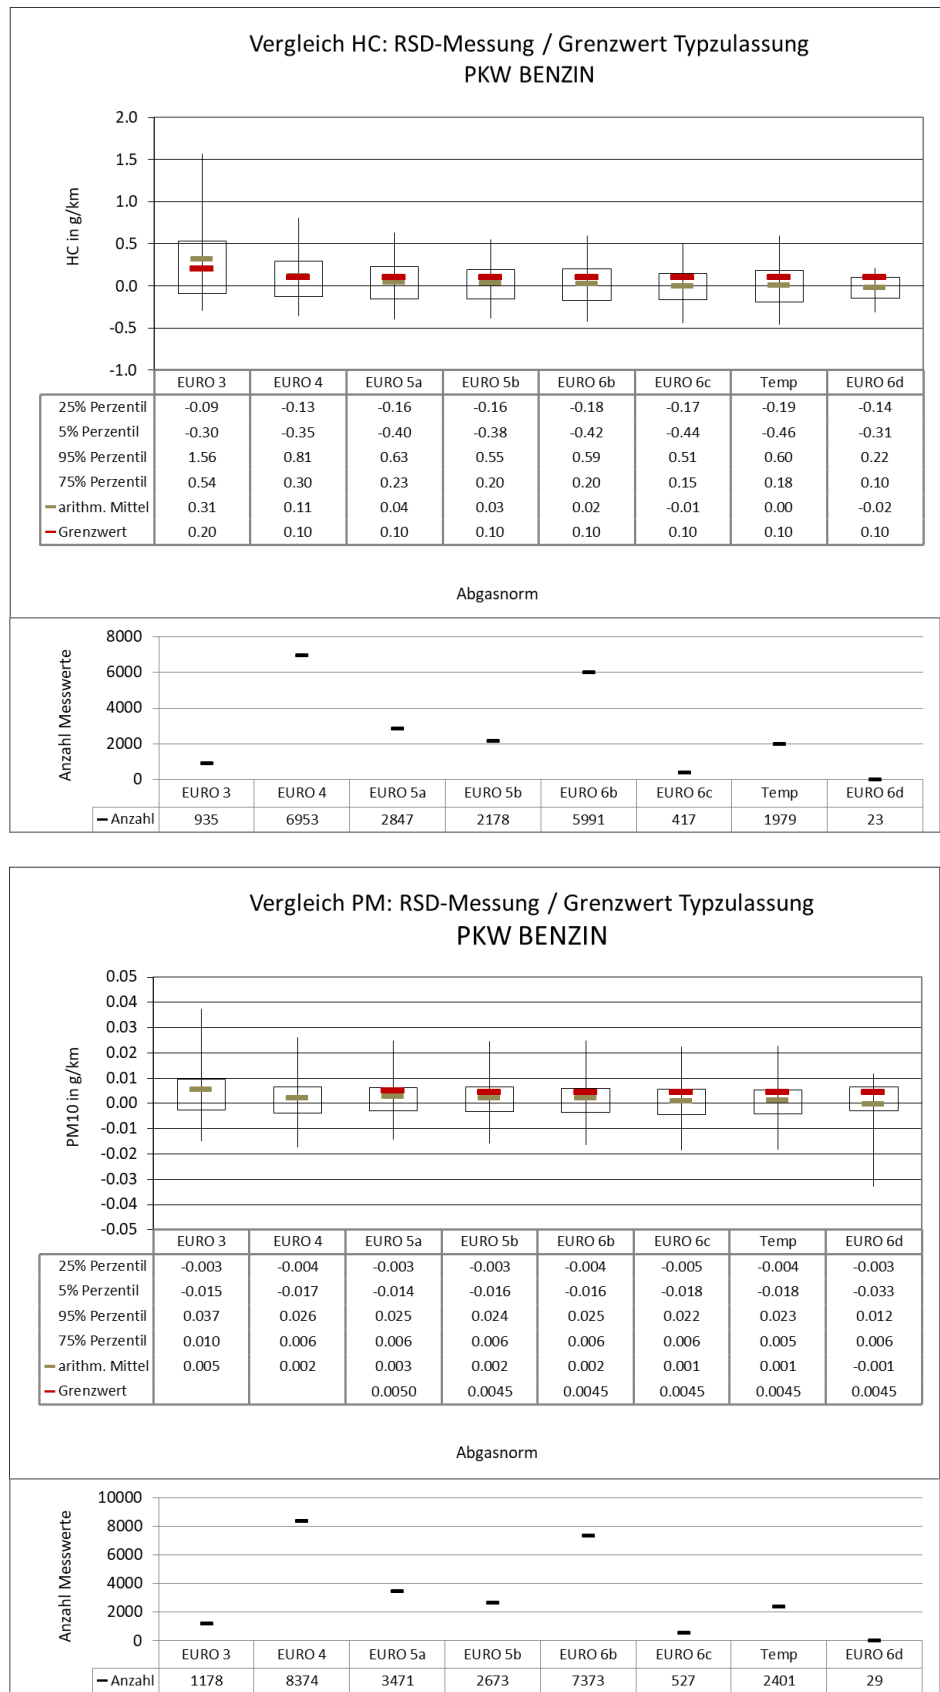 Vergleich HC: RSD-Messung / Grenzwert Typzulassung
PKW BENZIN
HC in g/km
2.0
1.5
1.0
0.5
0.0
-0.5
-1.0
EURO 3 EURO 4 EURO 5a EURO 5b EURO 6b EURO 6c Temp EURO 6d
25% Perzentil -0.09 -0.13 -0.16 -0.16 -0.18 -0.17 -0.19 -0.14
5% Perzentil -0.30 -0.35 -0.40 -0.38 -0.42 -0.44 -0.46 -0.31
95% Perzentil 1.56 0.81 0.63 0.55 0.59 0.51 0.60 0.22
75% Perzentil 0.54 0.30 0.23 0.20 0.20 0.15 0.18 0.10
arithm. Mittel 0.31 0.11 0.04 0.03 0.02 -0.01 0.00 -0.02
Grenzwert 0.20 0.10 0.10 0.10 0.10 0.10 0.10 0.10
Abgasnorm
Anzahl Messwerte
8000
6000
4000
2000
0
EURO 3 EURO 4 EURO 5a EURO 5b EURO 6b EURO 6c Temp EURO 6d
Anzahl 935 6953 2847 2178 5991 417 1979 23
Vergleich PM: RSD-Messung / Grenzwert Typzulassung
PKW BENZIN
PM10 in g/km
0.05
0.04
0.03
0.02
0.01
0.00
-0.01
-0.02
-0.03
-0.04
-0.05
EURO 3 EURO 4 EURO 5a EURO 5b EURO 6b EURO 6c Temp EURO 6d
25% Perzentil -0.003 -0.004 -0.003 -0.003 -0.004 -0.005 -0.004 -0.003
5% Perzentil -0.015 -0.017 -0.014 -0.016 -0.016 -0.018 -0.018 -0.033
95% Perzentil 0.037 0.026 0.025 0.024 0.025 0.022 0.023 0.012
75% Perzentil 0.010 0.006 0.006 0.006 0.006 0.006 0.005 0.006
arithm. Mittel 0.005 0.002 0.003 0.002 0.002 0.001 0.001 -0.001
Grenzwert 0.0050 0.0045 0.0045 0.0045 0.0045 0.0045
Abgasnorm
Anzahl Messwerte
10000
8000
6000
4000
2000
0
EURO 3 EURO 4 EURO 5a EURO 5b EURO 6b EURO 6c Temp EURO 6d
Anzahl 1178 8374 3471 2673 7373 527 2401 29